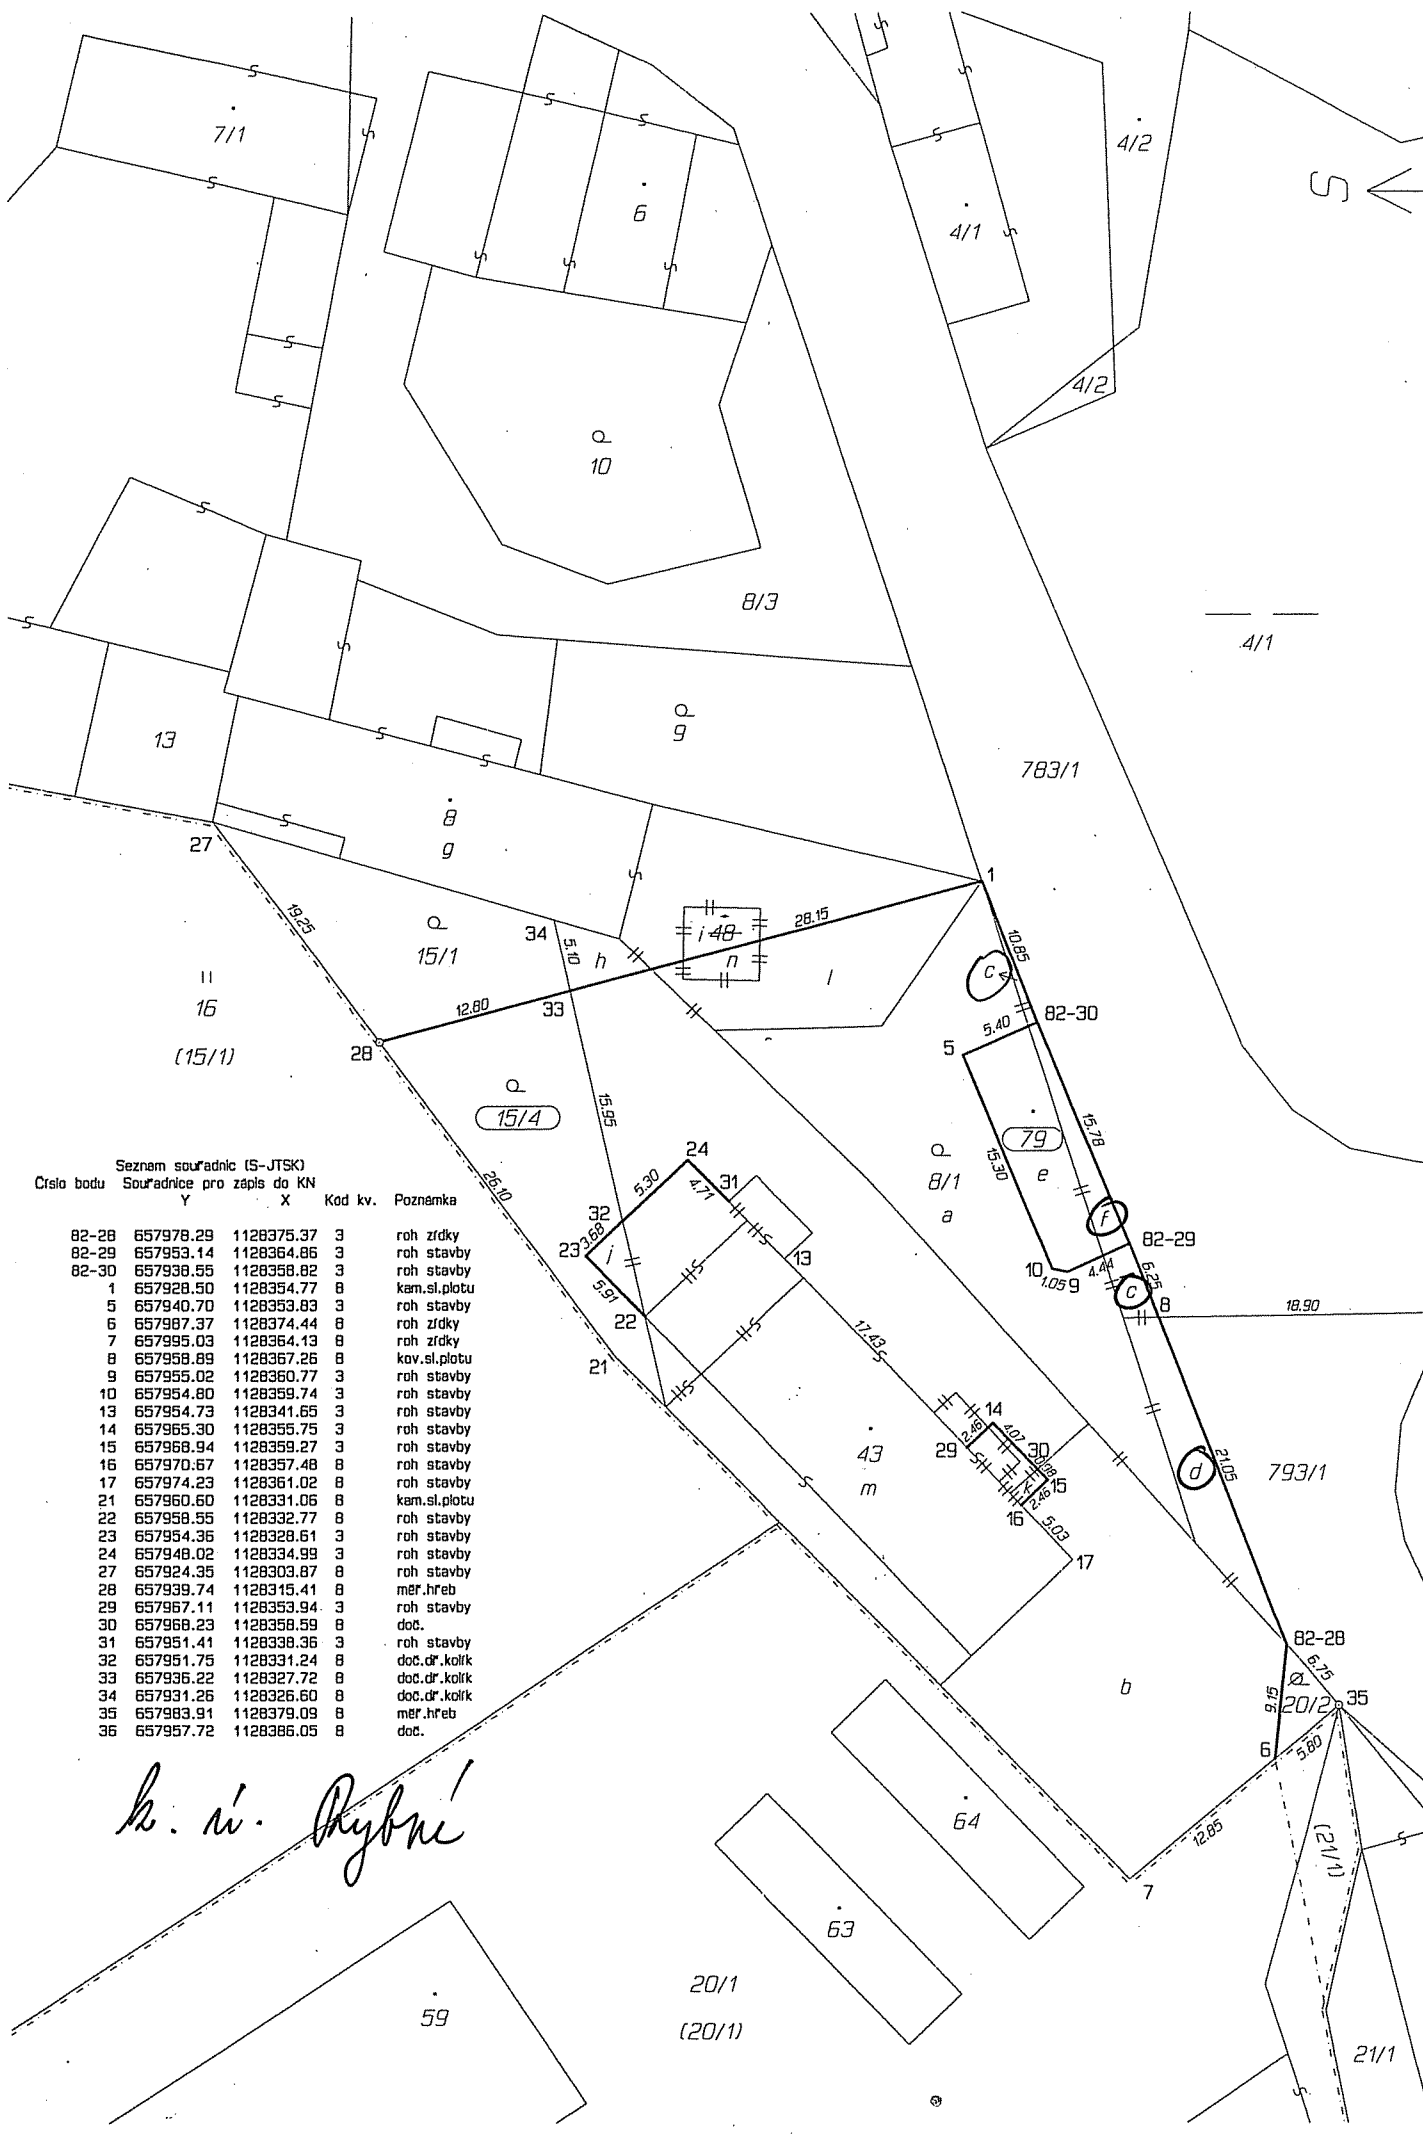 S
7/1
6
4/2
4/1
4/2
10
8/3
4/1
13
9
783/1
8
g
27
1
19.25
34
15/1
5.10
h
i 48
n
28.15
l
10.85
c
16
(15/1)
12.80
33
28
82-30
5.40
5
15/4
15.95
15.78
79
e
15.30
24
8/1
a
26.10
5.30
4.71
31
32
3.68
23
j
13
f
82-29
10
1.05
9
4.44
6.25
c
8
18.90
5.91
22
21
17.43
Seznam souřadnic (S-JTSK)
Číslo bodu Souřadnice pro zápis do KN
Y X Kód kv. Poznámka
82-28 657978.29 1128375.37 3 roh zídky
82-29 657953.14 1128364.86 3 roh stavby
82-30 657938.55 1128358.82 3 roh stavby
1 657928.50 1128354.77 8 kam.sl.plotu
5 657940.70 1128353.83 3 roh stavby
6 657987.37 1128374.44 8 roh zídky
7 657995.03 1128364.13 8 roh zídky
8 657958.89 1128367.26 8 kov.sl.plotu
9 657955.02 1128360.77 3 roh stavby
10 657954.80 1128359.74 3 roh stavby
13 657954.73 1128341.65 3 roh stavby
14 657965.30 1128355.75 3 roh stavby
15 657968.94 1128359.27 3 roh stavby
16 657970.67 1128357.48 8 roh stavby
17 657974.23 1128361.02 8 roh stavby
21 657960.60 1128331.06 8 kam.sl.plotu
22 657958.55 1128332.77 8 roh stavby
23 657954.36 1128328.61 3 roh stavby
24 657948.02 1128334.99 3 roh stavby
27 657924.35 1128303.87 8 roh stavby
28 657939.74 1128315.41 8 měř.hřeb
29 657967.11 1128353.94 3 roh stavby
30 657968.23 1128358.59 8 doč.
31 657951.41 1128338.36 3 roh stavby
32 657951.75 1128331.24 8 doč.dř.kolík
33 657936.22 1128327.72 8 doč.dř.kolík
34 657931.26 1128326.60 8 doč.dř.kolík
35 657983.91 1128379.09 8 měř.hřeb
36 657957.72 1128386.05 8 doč.
14
2.46
4.07
29
30
0.98
k
15
2.46
16
5.03
17
43
m
d
21.05
793/1
82-28
6.75
9.15
20/2
35
b
6
5.80
12.85
(21/1)
7
k. ú. Rybné
64
63
59
20/1
(20/1)
21/1